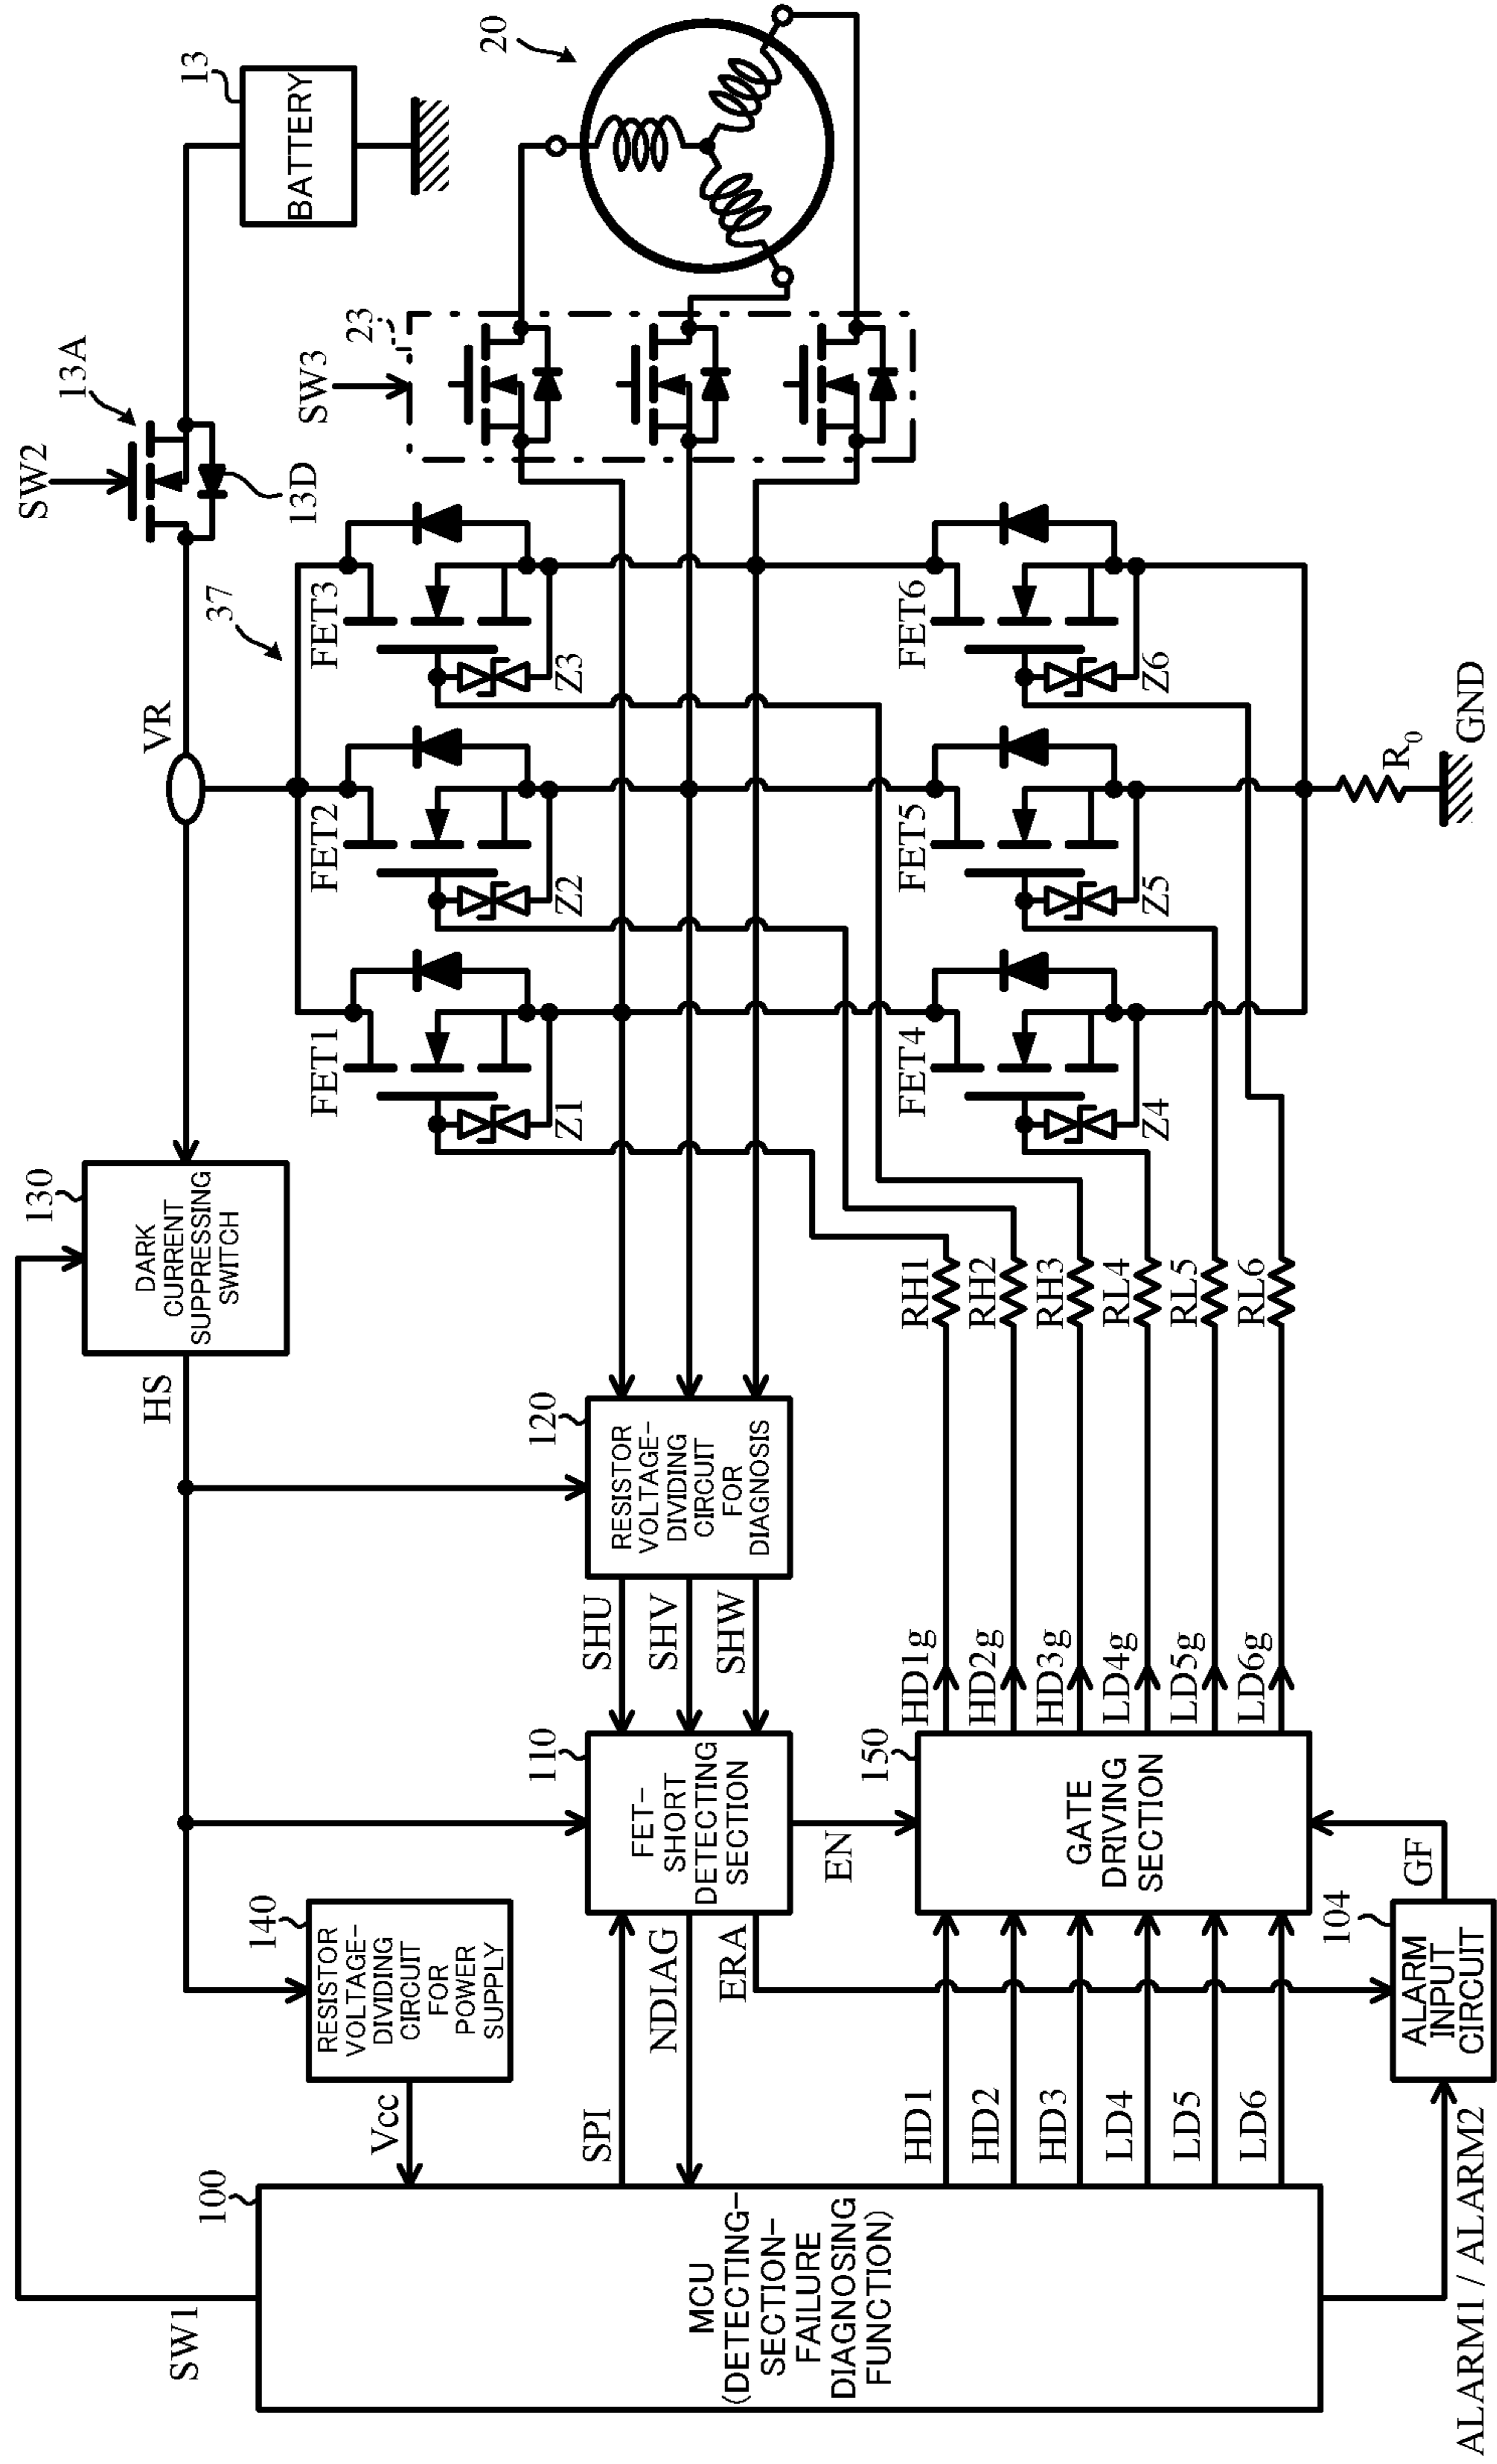 SW1
100
MCU
(DETECTING-
SECTION-
FAILURE
DIAGNOSING
FUNCTION)
Vcc
SPI
NDIAG
ERA
HD1
HD2
HD3
LD4
LD5
LD6
ALARM1 / ALARM2
140
RESISTOR
VOLTAGE-
DIVIDING
CIRCUIT
FOR
POWER
SUPPLY
110
FET-
SHORT
DETECTING
SECTION
EN
150
GATE
DRIVING
SECTION
104
ALARM
INPUT
CIRCUIT
GF
HS
130
DARK
CURRENT
SUPPRESSING
SWITCH
120
RESISTOR
VOLTAGE-
DIVIDING
CIRCUIT
FOR
DIAGNOSIS
SHU
SHV
SHW
HD1g
HD2g
HD3g
LD4g
LD5g
LD6g
RH1
RH2
RH3
RL4
RL5
RL6
VR
37
FET1
FET2
FET3
Z1
Z2
Z3
FET4
FET5
FET6
Z4
Z5
Z6
R0
GND
SW2
13A
13D
13
BATTERY
SW3
23
20